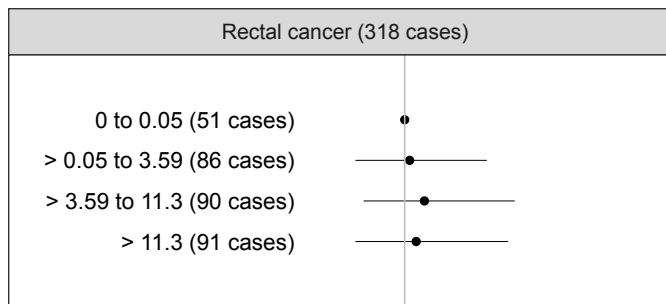 Rectal cancer (318 cases)
0 to 0.05 (51 cases)
> 0.05 to 3.59 (86 cases)
> 3.59 to 11.3 (90 cases)
> 11.3 (91 cases)